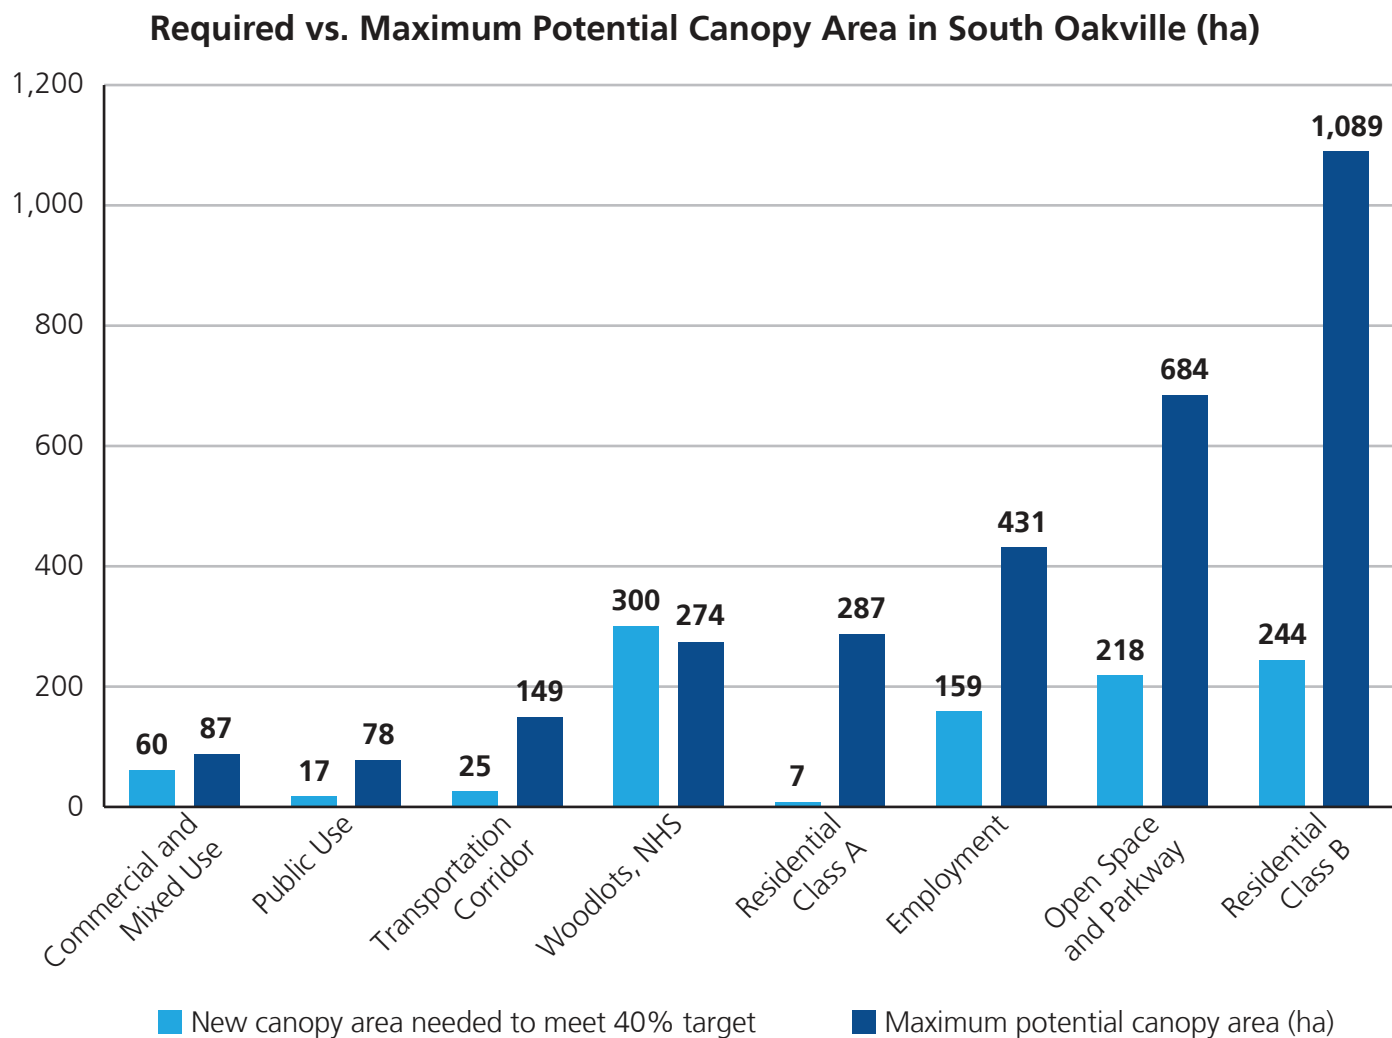 Required vs. Maximum Potential Canopy Area in South Oakville (ha)
1,200
1,000
800
600
400
200
0
60
87
17
78
25
149
300
274
7
287
159
431
218
684
244
1,089
Commercial and
Mixed Use
Public Use
Transportation
Corridor
Woodlots, NHS
Residential
Class A
Employment
Open Space
and Parkway
Residential
Class B
New canopy area needed to meet 40% target
Maximum potential canopy area (ha)